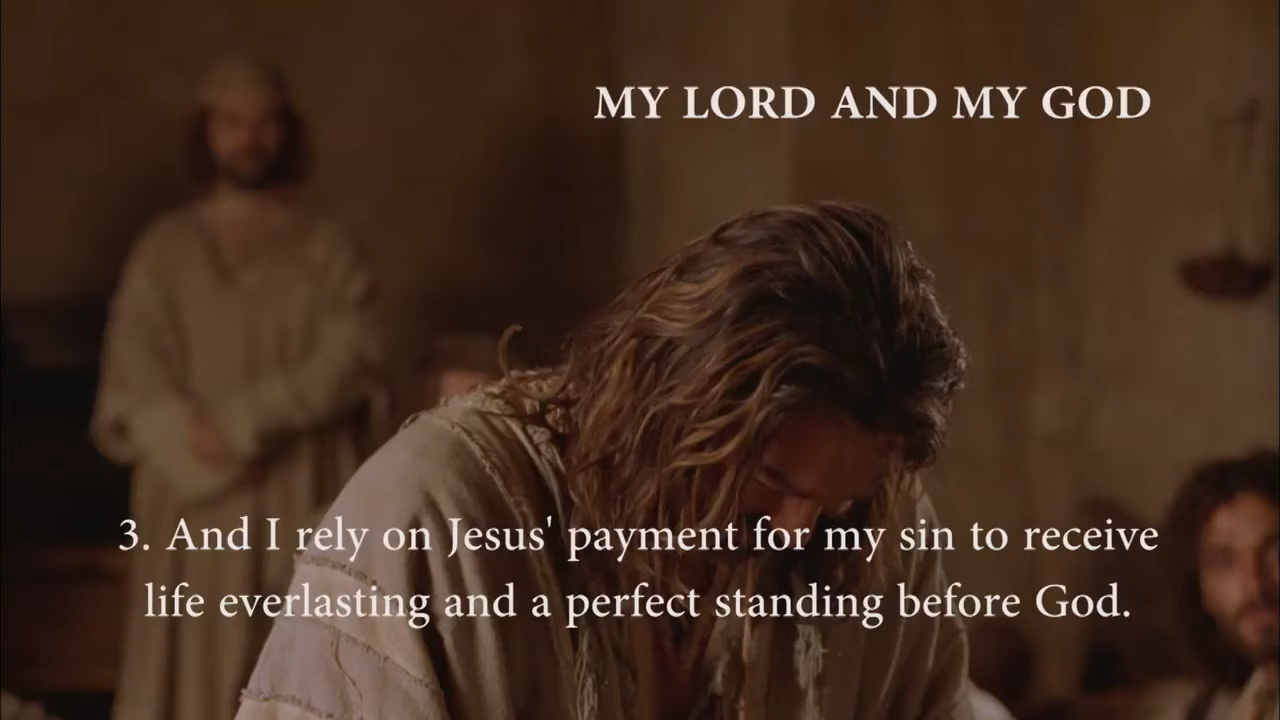 MY LORD AND MY GOD
3. And I rely on Jesus' payment for my sin to receive
life everlasting and a perfect standing before God.